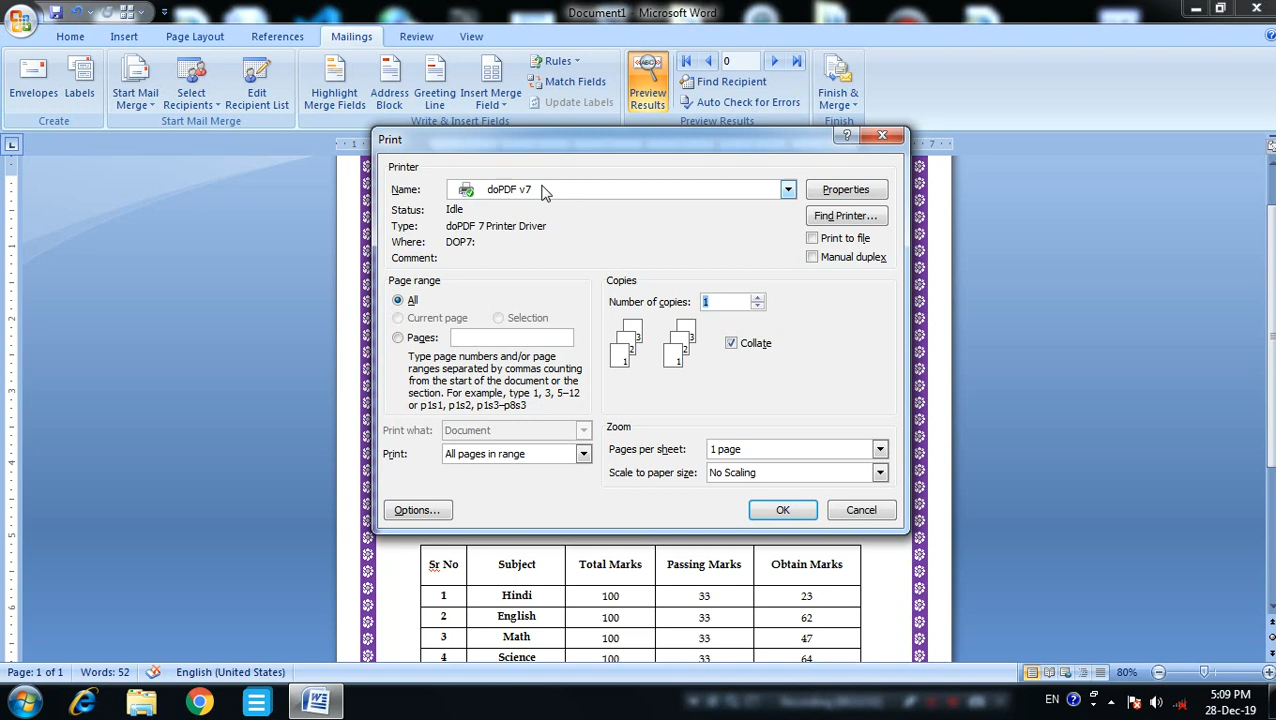 Document1 - Microsoft Word
Home Insert Page Layout References Mailings Review View
Envelopes Labels Start Mail Merge Select Recipients Edit Recipient List Highlight Merge Fields Address Block Greeting Line Insert Merge Field Rules Match Fields Update Labels Preview Results 0 Find Recipient Auto Check for Errors Finish & Merge
Create Start Mail Merge Write & Insert Fields Preview Results Finish
Print
Printer
Name: doPDF v7 Properties
Status: Idle Find Printer...
Type: doPDF 7 Printer Driver
Where: DOP7: Print to file
Comment: Manual duplex
Page range Copies
All Number of copies: 1
Current page Selection
Pages: Collate
Type page numbers and/or page
ranges separated by commas counting
from the start of the document or the
section. For example, type 1, 3, 5–12
or p1s1, p1s2, p1s3–p8s3
1 2 3 1 2 3
Print what: Document Zoom
Print: All pages in range Pages per sheet: 1 page
Scale to paper size: No Scaling
Options... OK Cancel
Sr No Subject Total Marks Passing Marks Obtain Marks
1 Hindi 100 33 23
2 English 100 33 62
3 Math 100 33 47
4 Science 100 33 64
Page: 1 of 1 Words: 52 English (United States) 80%
EN 5:09 PM
28-Dec-19